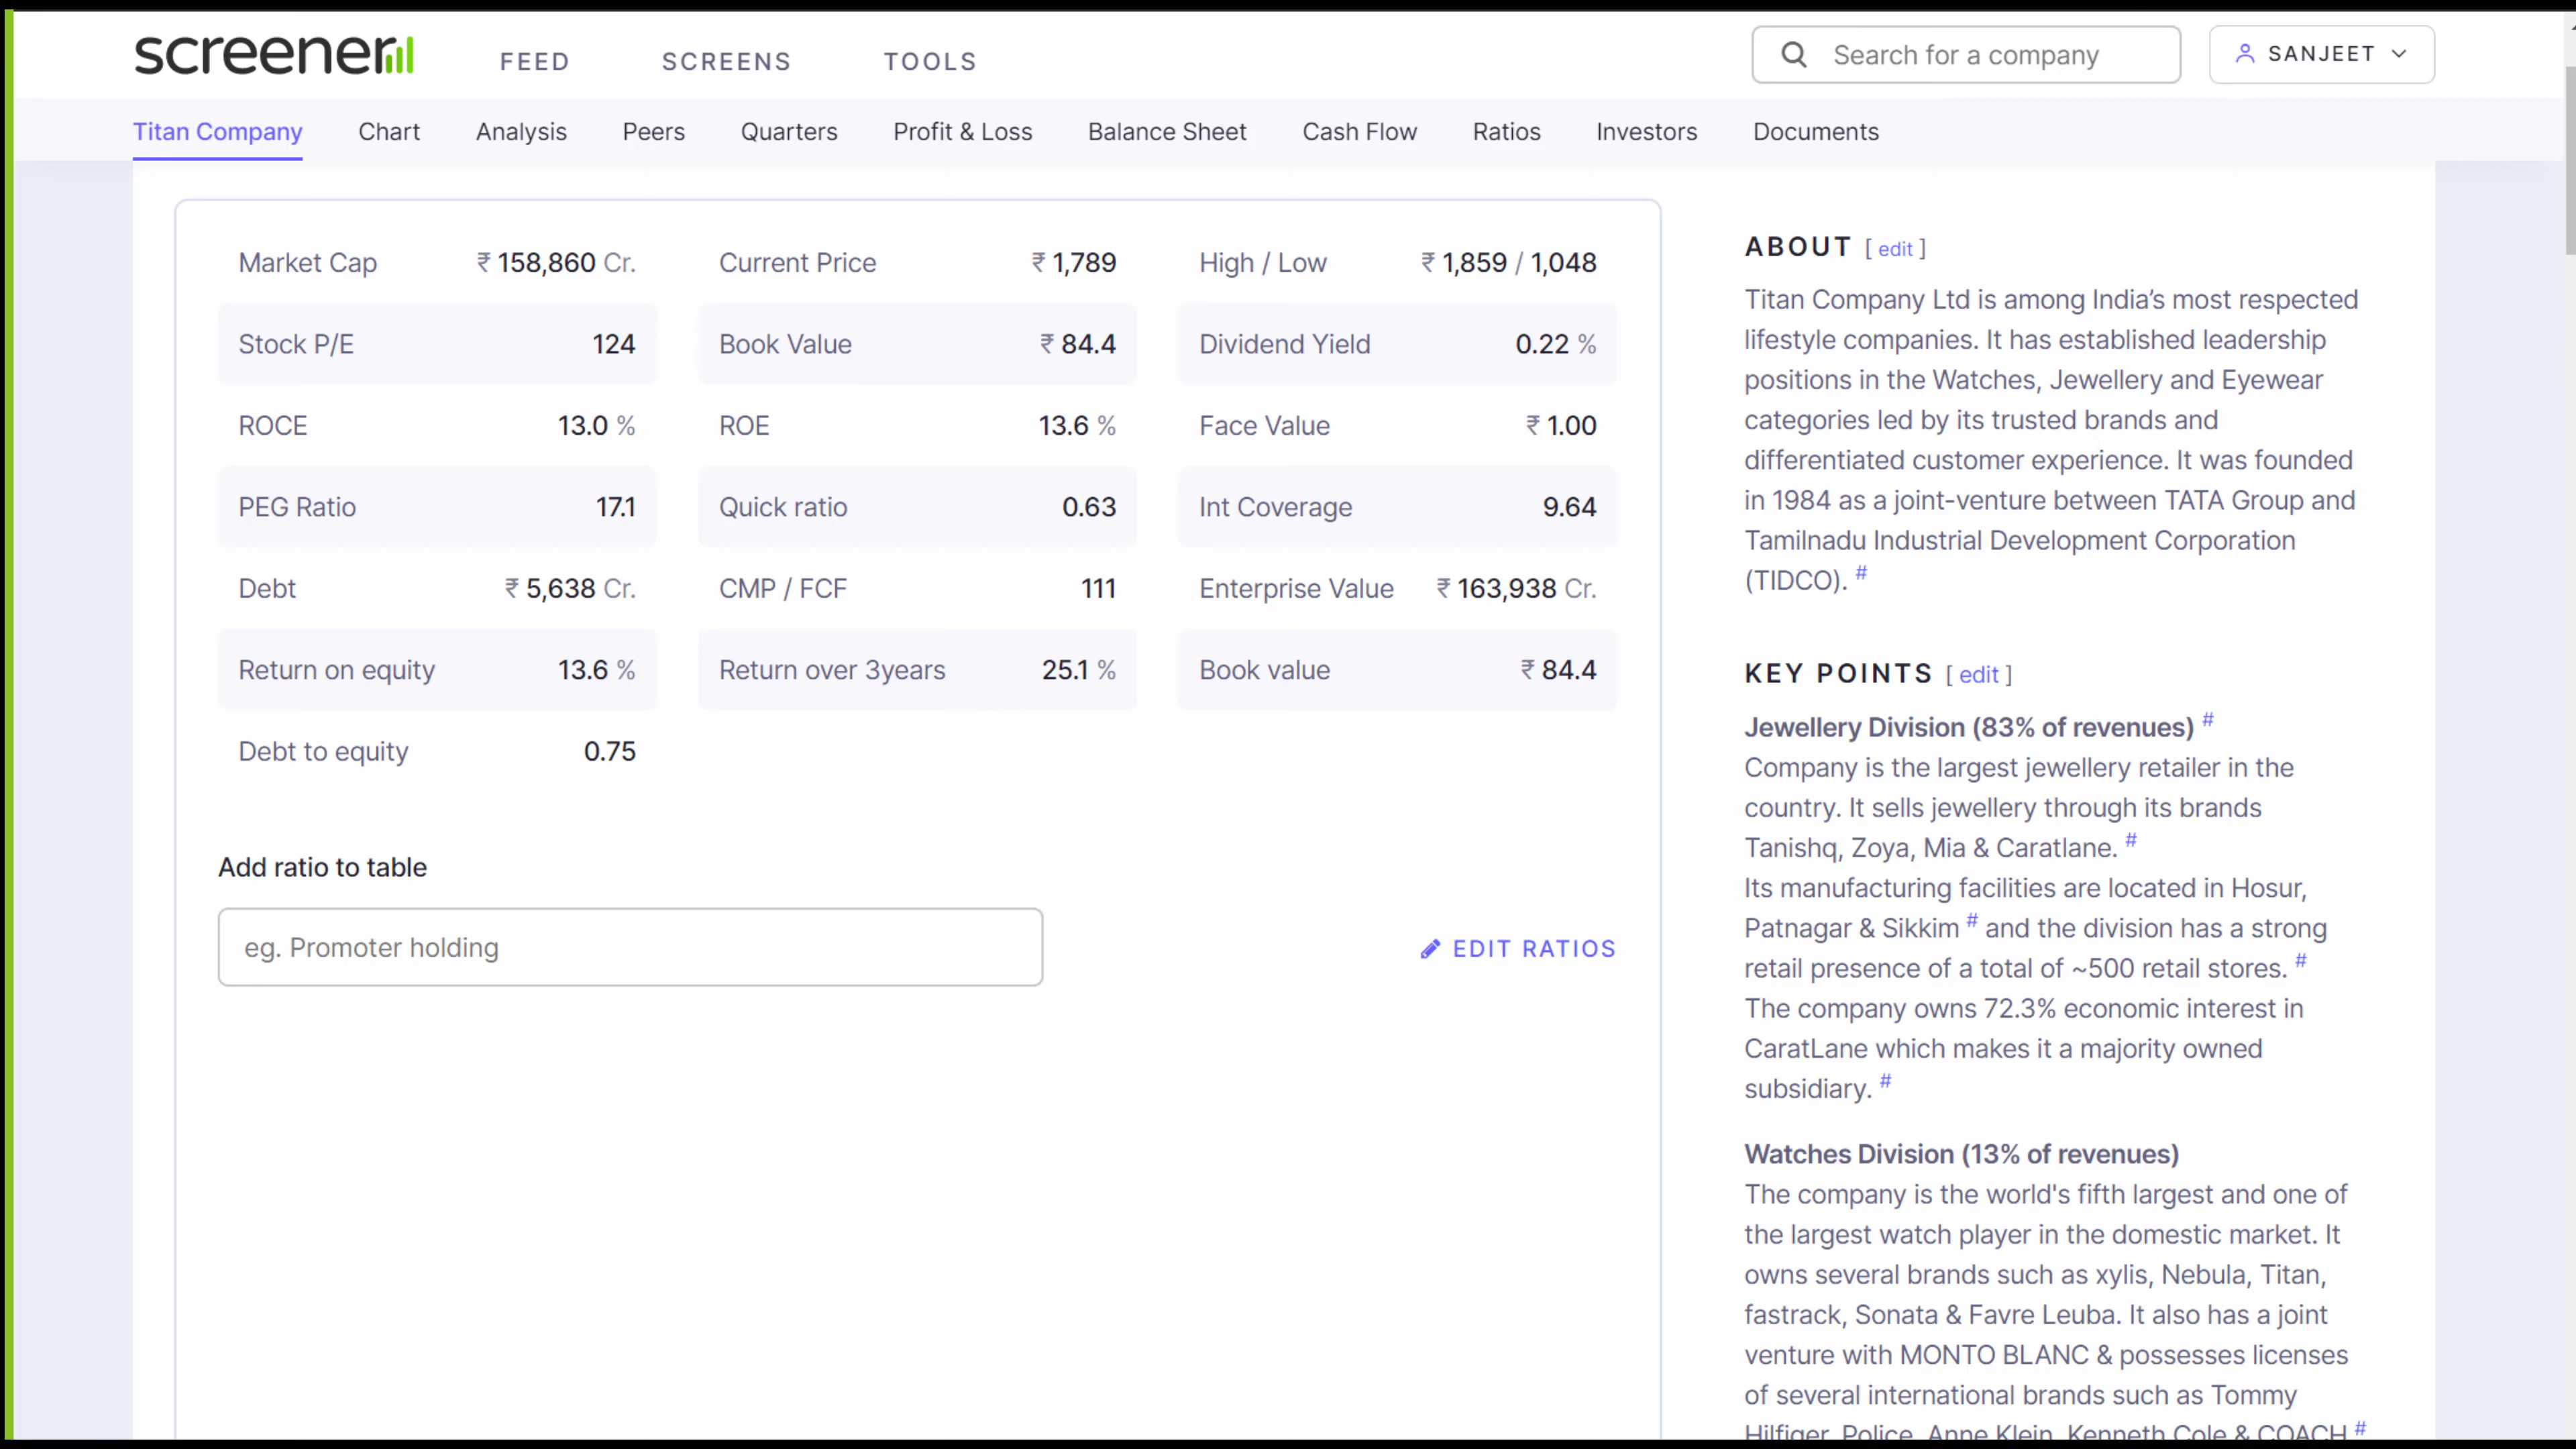 screener
FEED
SCREENS
TOOLS
Search for a company
SANJEET
Titan Company
Chart
Analysis
Peers
Quarters
Profit & Loss
Balance Sheet
Cash Flow
Ratios
Investors
Documents
Market Cap ₹ 158,860 Cr.
Current Price ₹ 1,789
High / Low ₹ 1,859 / 1,048
Stock P/E 124
Book Value ₹ 84.4
Dividend Yield 0.22 %
ROCE 13.0 %
ROE 13.6 %
Face Value ₹ 1.00
PEG Ratio 17.1
Quick ratio 0.63
Int Coverage 9.64
Debt ₹ 5,638 Cr.
CMP / FCF 111
Enterprise Value ₹ 163,938 Cr.
Return on equity 13.6 %
Return over 3years 25.1 %
Book value ₹ 84.4
Debt to equity 0.75
Add ratio to table
eg. Promoter holding
EDIT RATIOS
ABOUT [ edit ]
Titan Company Ltd is among India’s most respected
lifestyle companies. It has established leadership
positions in the Watches, Jewellery and Eyewear
categories led by its trusted brands and
differentiated customer experience. It was founded
in 1984 as a joint-venture between TATA Group and
Tamilnadu Industrial Development Corporation
(TIDCO). #
KEY POINTS [ edit ]
Jewellery Division (83% of revenues) #
Company is the largest jewellery retailer in the
country. It sells jewellery through its brands
Tanishq, Zoya, Mia & Caratlane. #
Its manufacturing facilities are located in Hosur,
Patnagar & Sikkim # and the division has a strong
retail presence of a total of ~500 retail stores. #
The company owns 72.3% economic interest in
CaratLane which makes it a majority owned
subsidiary. #
Watches Division (13% of revenues)
The company is the world's fifth largest and one of
the largest watch player in the domestic market. It
owns several brands such as xylis, Nebula, Titan,
fastrack, Sonata & Favre Leuba. It also has a joint
venture with MONTO BLANC & possesses licenses
of several international brands such as Tommy
Hilfiger, Police, Anne Klein, Kenneth Cole & COACH #